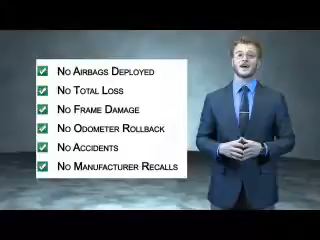 No Airbags Deployed
No Total Loss
No Frame Damage
No Odometer Rollback
No Accidents
No Manufacturer Recalls